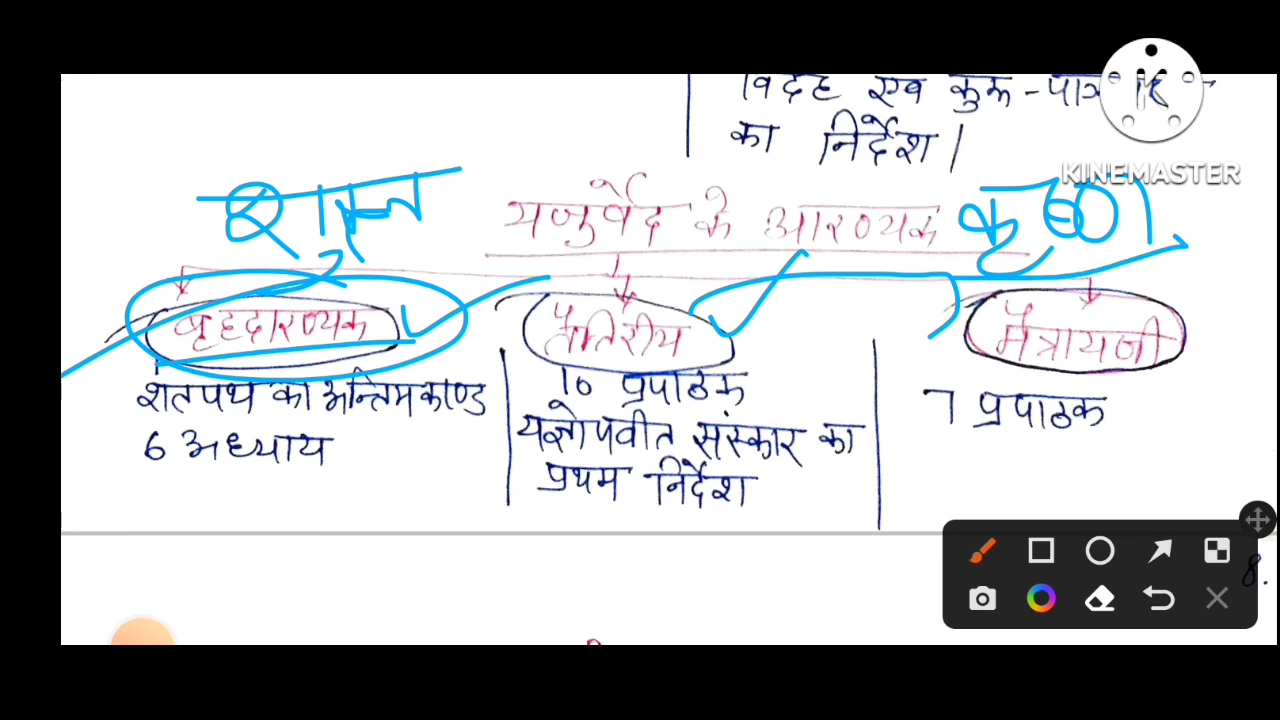 विदेह एवं कुरु-पा
का निर्देश।
KINEMASTER
शुक्ल
यजुर्वेद के आरण्यक
कृष्ण
बृहदारण्यक
तैत्तिरीय
मैत्रायणी
शतपथ का अन्तिम काण्ड
6 अध्याय
10 प्रपाठक
यज्ञोपवीत संस्कार का
प्रथम निर्देश
7 प्रपाठक
8.